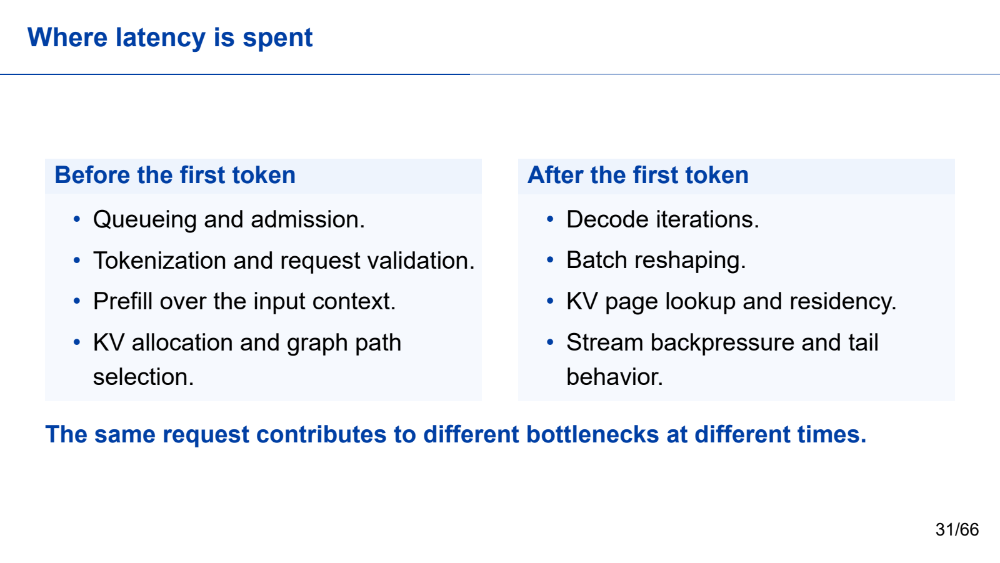 Where latency is spent
Before the first token
• Queueing and admission.
• Tokenization and request validation.
• Prefill over the input context.
• KV allocation and graph path
selection.
After the first token
• Decode iterations.
• Batch reshaping.
• KV page lookup and residency.
• Stream backpressure and tail
behavior.
The same request contributes to different bottlenecks at different times.
31/66